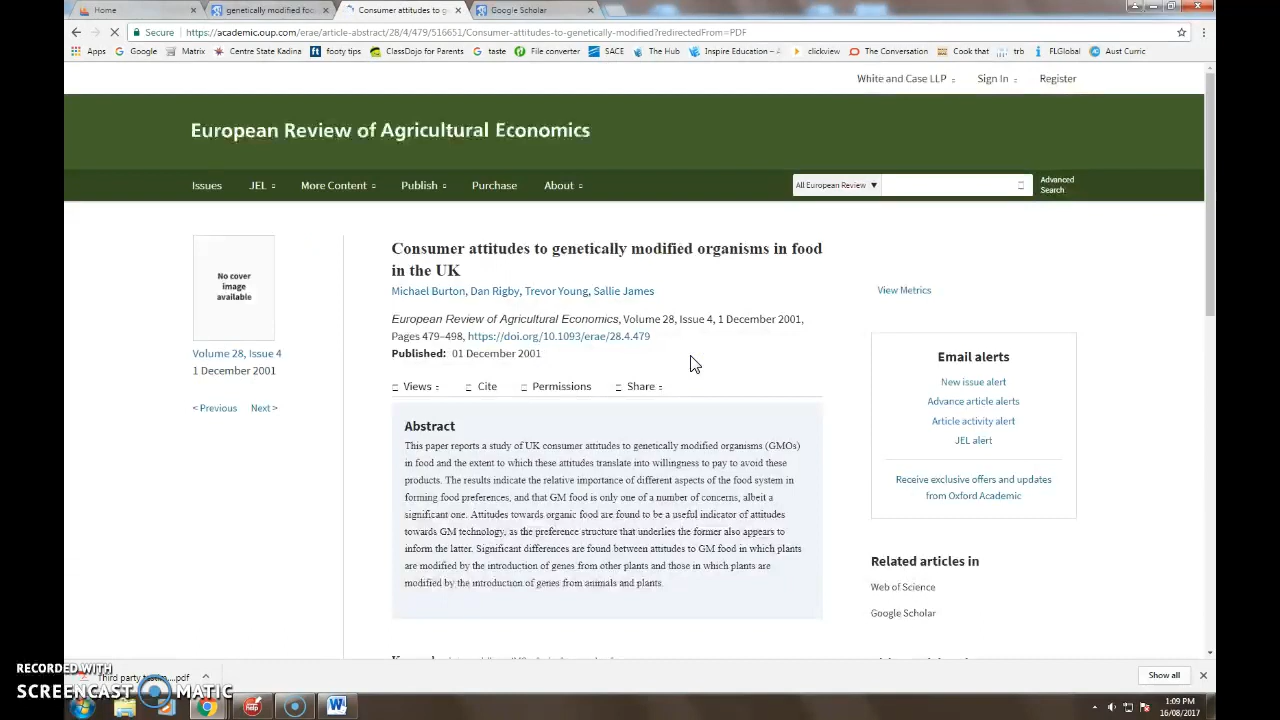 Home
genetically modified foo
Consumer attitudes to ge
Google Scholar
Secure https://academic.oup.com/erae/article-abstract/28/4/479/516651/Consumer-attitudes-to-genetically-modified?redirectedFrom=PDF
Apps Google Matrix Centre State Kadina footy tips ClassDojo for Parents taste File converter SACE The Hub Inspire Education - clickview The Conversation Cook that trb FLGlobal Aust Curric
White and Case LLP Sign In Register
European Review of Agricultural Economics
Issues JEL More Content Publish Purchase About
All European Review
Advanced
Search
No cover
image
available
Volume 28, Issue 4
1 December 2001
< Previous Next >
Consumer attitudes to genetically modified organisms in food
in the UK
Michael Burton, Dan Rigby, Trevor Young, Sallie James
European Review of Agricultural Economics, Volume 28, Issue 4, 1 December 2001,
Pages 479–498, https://doi.org/10.1093/erae/28.4.479
Published: 01 December 2001
Views Cite Permissions Share
Abstract
This paper reports a study of UK consumer attitudes to genetically modified organisms (GMOs)
in food and the extent to which these attitudes translate into willingness to pay to avoid these
products. The results indicate the relative importance of different aspects of the food system in
forming food preferences, and that GM food is only one of a number of concerns, albeit a
significant one. Attitudes towards organic food are found to be a useful indicator of attitudes
towards GM technology, as the preference structure that underlies the former also appears to
inform the latter. Significant differences are found between attitudes to GM food in which plants
are modified by the introduction of genes from other plants and those in which plants are
modified by the introduction of genes from animals and plants.
View Metrics
Email alerts
New issue alert
Advance article alerts
Article activity alert
JEL alert
Receive exclusive offers and updates
from Oxford Academic
Related articles in
Web of Science
Google Scholar
Show all
RECORDED WITH
SCREENCAST MATIC
1:09 PM
16/08/2017